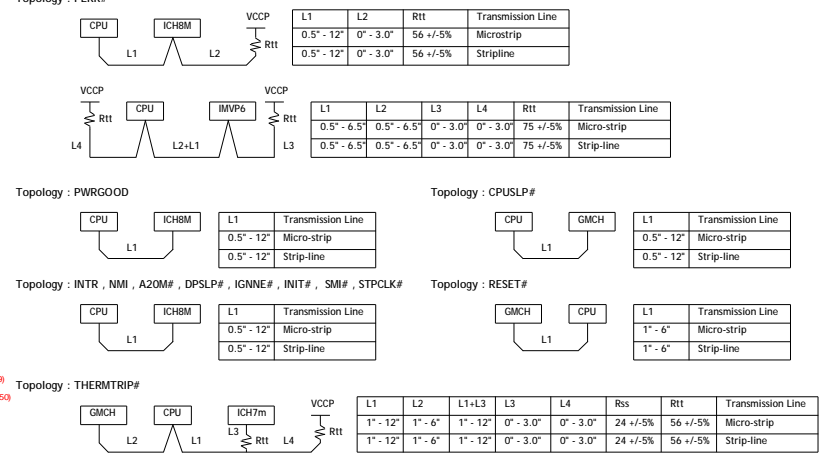 CPU
ICH8M
VCCP
Rtt
L1
L2
L1 L2 Rtt Transmission Line
0.5" - 12" 0" - 3.0" 56 +/-5% Microstrip
0.5" - 12" 0" - 3.0" 56 +/-5% Stripline
VCCP
Rtt
CPU
IMVP6
VCCP
Rtt
L4
L2+L1
L3
L1 L2 L3 L4 Rtt Transmission Line
0.5" - 6.5" 0.5" - 6.5" 0" - 3.0" 0" - 3.0" 75 +/-5% Micro-strip
0.5" - 6.5" 0.5" - 6.5" 0" - 3.0" 0" - 3.0" 75 +/-5% Strip-line
Topology : PWRGOOD
CPU
ICH8M
L1
L1 Transmission Line
0.5" - 12" Micro-strip
0.5" - 12" Strip-line
Topology : CPUSLP#
CPU
GMCH
L1
L1 Transmission Line
0.5" - 12" Micro-strip
0.5" - 12" Strip-line
Topology : INTR , NMI , A20M# , DPSLP# , IGNNE# , INIT# , SMI# , STPCLK#
CPU
ICH8M
L1
L1 Transmission Line
0.5" - 12" Micro-strip
0.5" - 12" Strip-line
Topology : RESET#
GMCH
CPU
L1
L1 Transmission Line
1" - 6" Micro-strip
1" - 6" Strip-line
50)
Topology : THERMTRIP#
GMCH
CPU
ICH7m
VCCP
L2
L1
L3
Rtt
L4
Rtt
L1 L2 L1+L3 L3 L4 Rss Rtt Transmission Line
1" - 12" 1" - 6" 1" - 12" 0" - 3.0" 0" - 3.0" 24 +/-5% 56 +/-5% Micro-strip
1" - 12" 1" - 6" 1" - 12" 0" - 3.0" 0" - 3.0" 24 +/-5% 56 +/-5% Strip-line